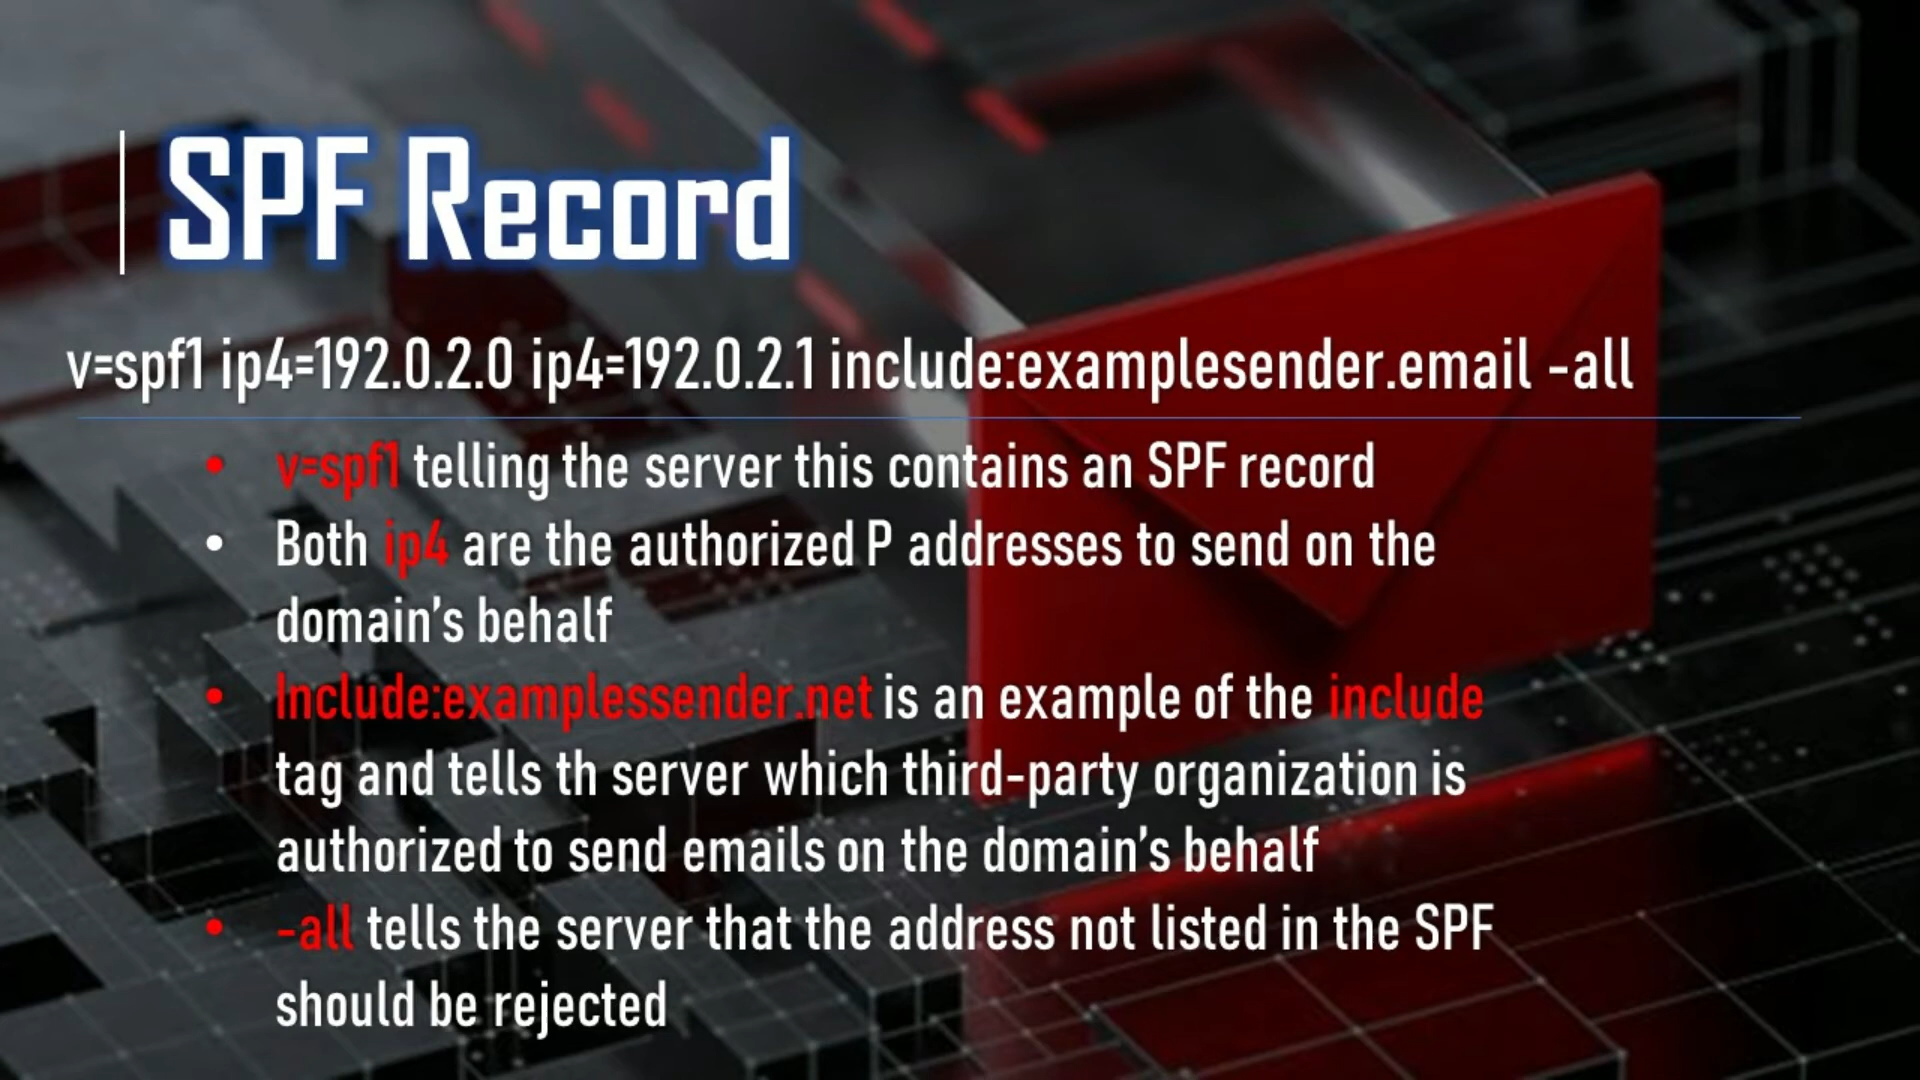 SPF Record
v=spf1 ip4=192.0.2.0 ip4=192.0.2.1 include:examplesender.email -all
• v=spf1 telling the server this contains an SPF record
• Both ip4 are the authorized P addresses to send on the
domain's behalf
• Include:examplessender.net is an example of the include
tag and tells th server which third-party organization is
authorized to send emails on the domain's behalf
• -all tells the server that the address not listed in the SPF
should be rejected